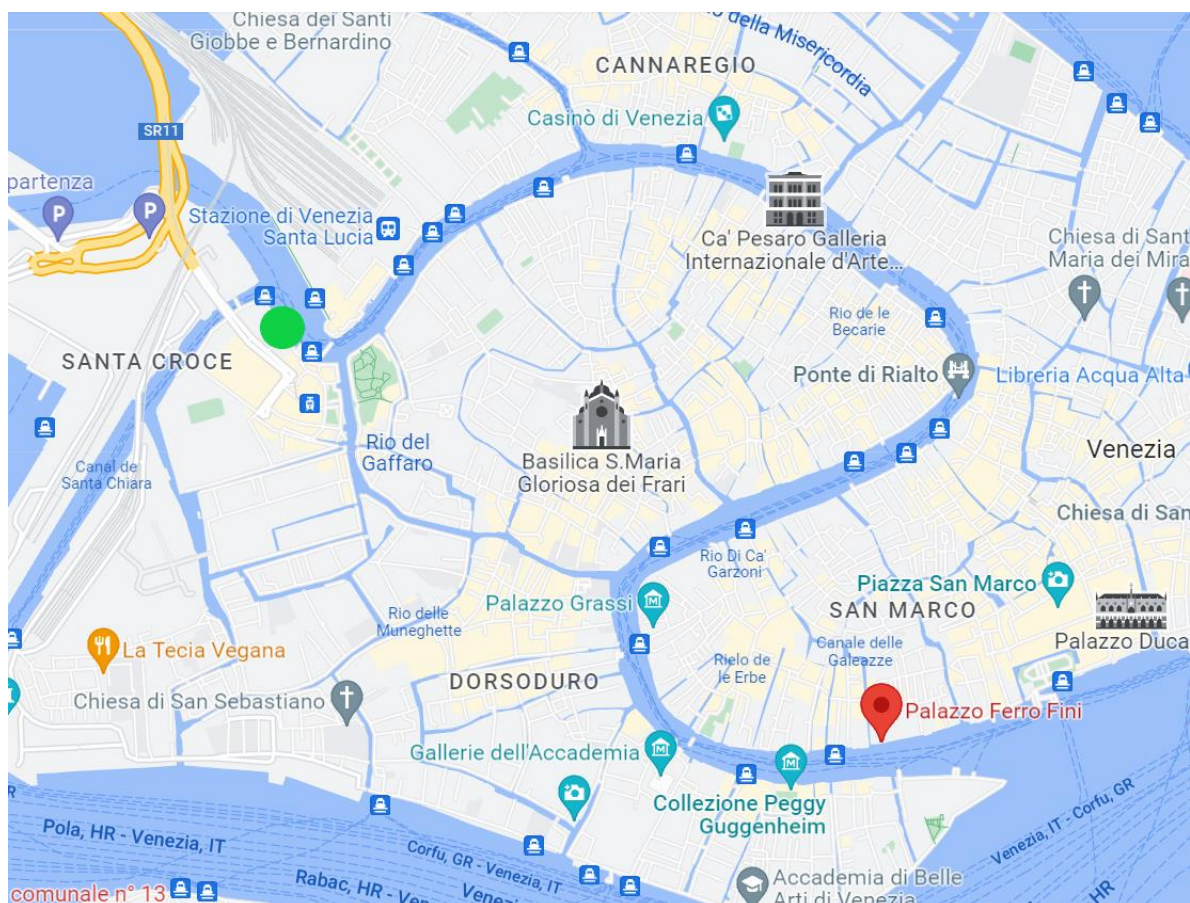 Chiesa dei Santi
Giobbe e Bernardino
della Misericordia
CANNAREGIO
Casinò di Venezia
SR11
partenza
P
P
Stazione di Venezia
Santa Lucia
Ca' Pesaro Galleria
Internazionale d'Arte...
Chiesa di Sant
Maria dei Mira
Rio de le
Becarie
SANTA CROCE
Ponte di Rialto
Libreria Acqua Alta
Rio del
Gaffaro
Basilica S.Maria
Gloriosa dei Frari
Venezia
Canal de
Santa Chiara
Chiesa di San
Rio Di Ca'
Garzoni
Piazza San Marco
Palazzo Grassi
M
SAN MARCO
Rio delle
Muneghette
Canale delle
Galeazze
Palazzo Duca
La Tecia Vegana
Rielo de
le Erbe
DORSODURO
Chiesa di San Sebastiano
Palazzo Ferro Fini
Gallerie dell'Accademia
M
M
Collezione Peggy
Guggenheim
R
Pola, HR - Venezia, IT
Corfu, GR - Venezia, IT
Venezia, IT - Corfu, GR
Rabac, HR - Ven
Venezia
HR
comunale n° 13
Accademia di Belle
Arti di Venezia